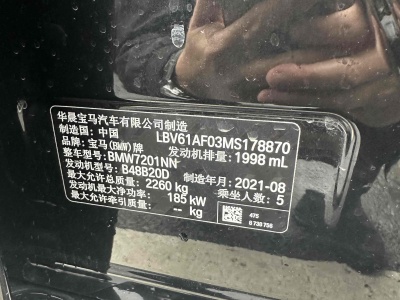 华晨宝马汽车有限公司制造
制造国：中国 LBV61AF03MS178870
品牌：宝马(BMW)牌 发动机排量：1998 mL
整车型号：BMW7201NN
发动机型号：B48B20D 制造年月：2021-08
最大允许总质量：2260 kg 乘坐人数：5
发动机最大净功率：185 kW
最大允许牵引质量：-- kg
475